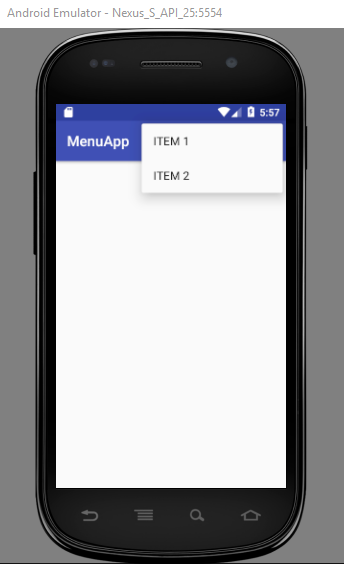 Android Emulator - Nexus_S_API_25:5554
5:57
MenuApp
ITEM 1
ITEM 2